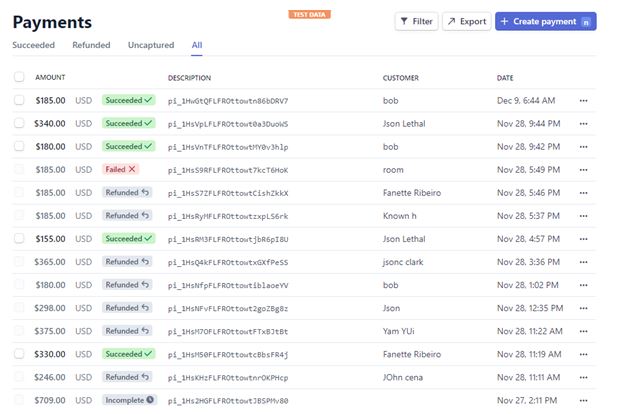 Payments
TEST DATA
Filter
Export
+ Create payment n
Succeeded Refunded Uncaptured All
AMOUNT DESCRIPTION CUSTOMER DATE
$185.00 USD Succeeded pi_1HwGtQFLFROttowtn86bDRV7 bob Dec 9, 6:44 AM
$340.00 USD Succeeded pi_1HsVpLFLFROttowt0a3DuoWS Json Lethal Nov 28, 9:44 PM
$180.00 USD Succeeded pi_1HsVnTFLFROttowtMY0v3hlp bob Nov 28, 9:42 PM
$185.00 USD Failed pi_1HsS9RFLFROttowt7kcT6HoK room Nov 28, 5:49 PM
$185.00 USD Refunded pi_1HsS7ZFLFROttowtCishZkkX Fanette Ribeiro Nov 28, 5:46 PM
$185.00 USD Refunded pi_1HsRyMFLFROttowtzxpLS6rk Known h Nov 28, 5:37 PM
$155.00 USD Succeeded pi_1HsRM3FLFROttowtjbR6pI8U Json Lethal Nov 28, 4:57 PM
$365.00 USD Refunded pi_1HsQ4kFLFROttowtxGXfPeSS jsonc clark Nov 28, 3:36 PM
$180.00 USD Refunded pi_1HsNfpFLFROttowtiblaoeYV bob Nov 28, 1:02 PM
$298.00 USD Refunded pi_1HsNFvFLFROttowt2goZBg8z Json Nov 28, 12:35 PM
$375.00 USD Refunded pi_1HsM7OFLFROttowtFTxBJtBt Yam YUi Nov 28, 11:22 AM
$330.00 USD Succeeded pi_1HsM50FLFROttowtcBbsFR4j Fanette Ribeiro Nov 28, 11:19 AM
$246.00 USD Refunded pi_1HsKHzFLFROttowtnrOKPHcp JOhn cena Nov 28, 11:11 AM
$709.00 USD Incomplete pi_1Hs2HGFLFROttowtJBSPMv80 Nov 27, 2:11 PM